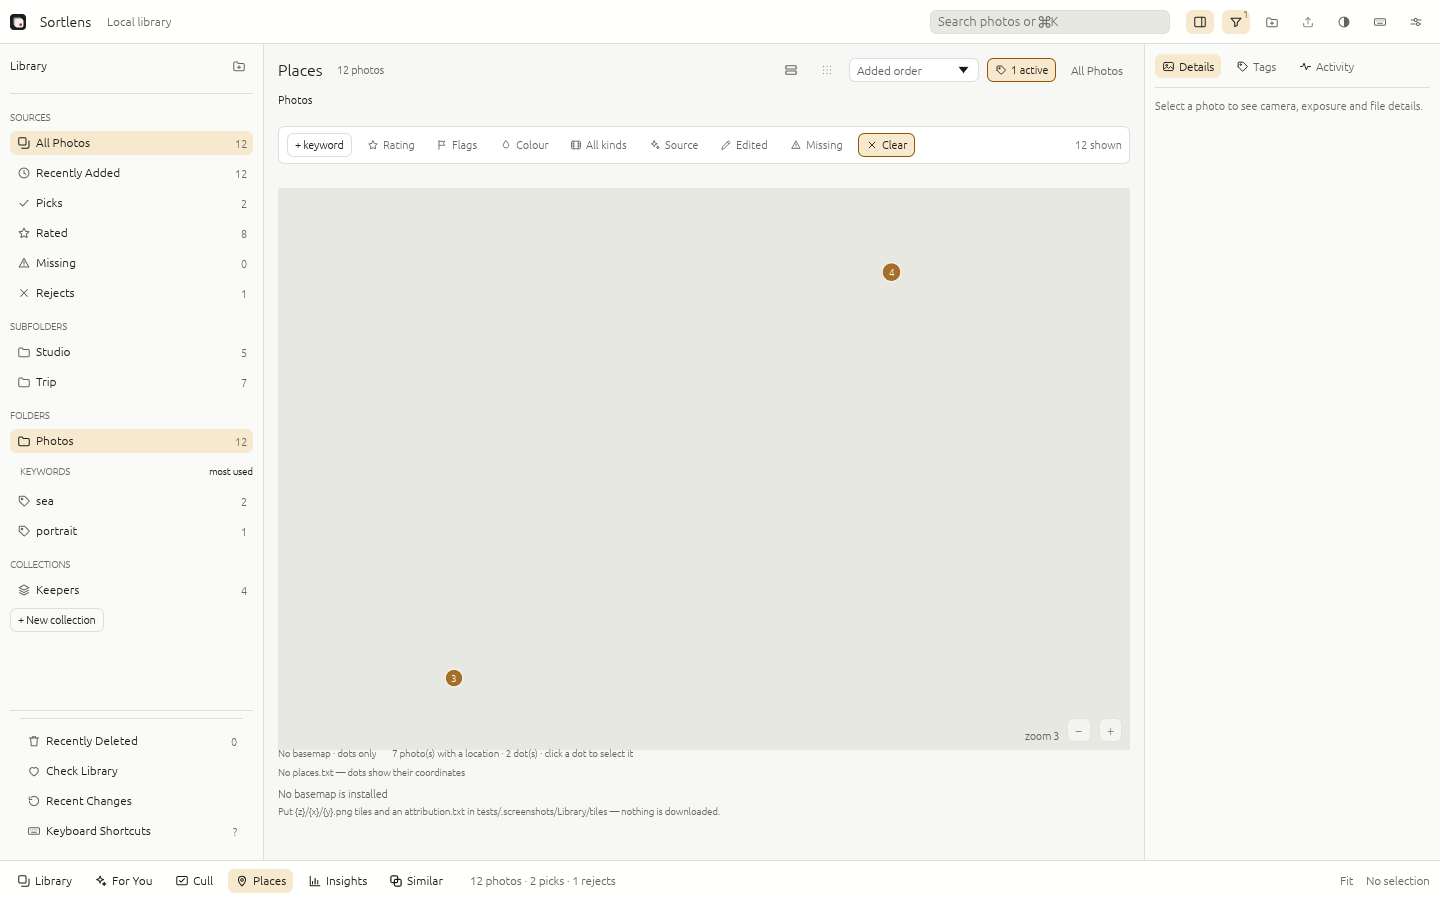 Sortlens Local library Search photos or ⌘K
Library
SOURCES
All Photos 12
Recently Added 12
Picks 2
Rated 8
Missing 0
Rejects 1
SUBFOLDERS
Studio 5
Trip 7
FOLDERS
Photos 12
KEYWORDS most used
sea 2
portrait 1
COLLECTIONS
Keepers 4
+ New collection
Recently Deleted 0
Check Library
Recent Changes
Keyboard Shortcuts ?
Places 12 photos Added order 1 active All Photos
Photos
+ keyword Rating Flags Colour All kinds Source Edited Missing Clear 12 shown
4
3
zoom 3 − +
No basemap · dots only 7 photo(s) with a location · 2 dot(s) · click a dot to select it
No places.txt — dots show their coordinates
No basemap is installed
Put {z}/{x}/{y}.png tiles and an attribution.txt in tests/.screenshots/Library/tiles — nothing is downloaded.
1
Details Tags Activity
Select a photo to see camera, exposure and file details.
Library For You Cull Places Insights Similar 12 photos · 2 picks · 1 rejects Fit No selection